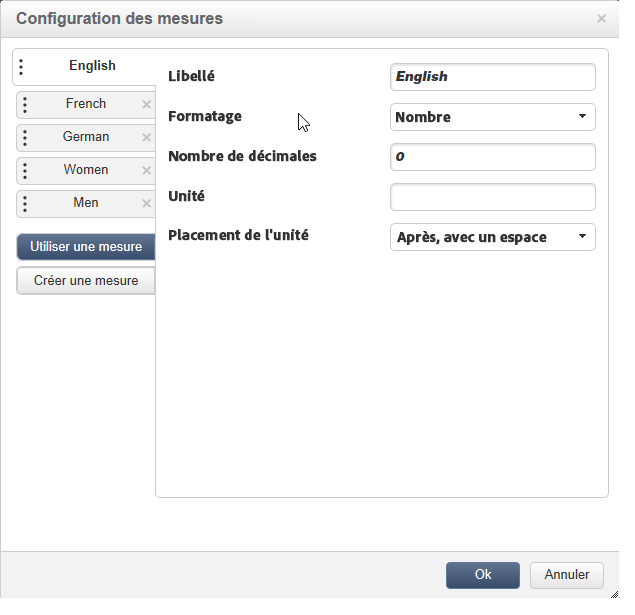 Configuration des mesures
English
French
German
Women
Men
Utiliser une mesure
Créer une mesure
Libellé
English
Formatage
Nombre
Nombre de décimales
0
Unité
Placement de l'unité
Après, avec un espace
Ok
Annuler